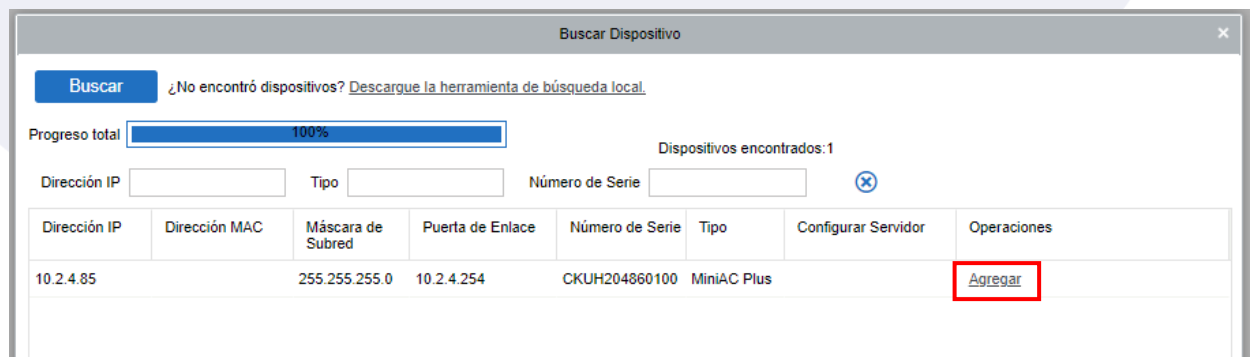 Buscar Dispositivo ×
Buscar ¿No encontró dispositivos? Descargue la herramienta de búsqueda local.
Progreso total 100%
Dispositivos encontrados:1
Dirección IP Tipo Número de Serie
Dirección IP Dirección MAC Máscara de Subred Puerta de Enlace Número de Serie Tipo Configurar Servidor Operaciones
10.2.4.85 255.255.255.0 10.2.4.254 CKUH204860100 MiniAC Plus Agregar